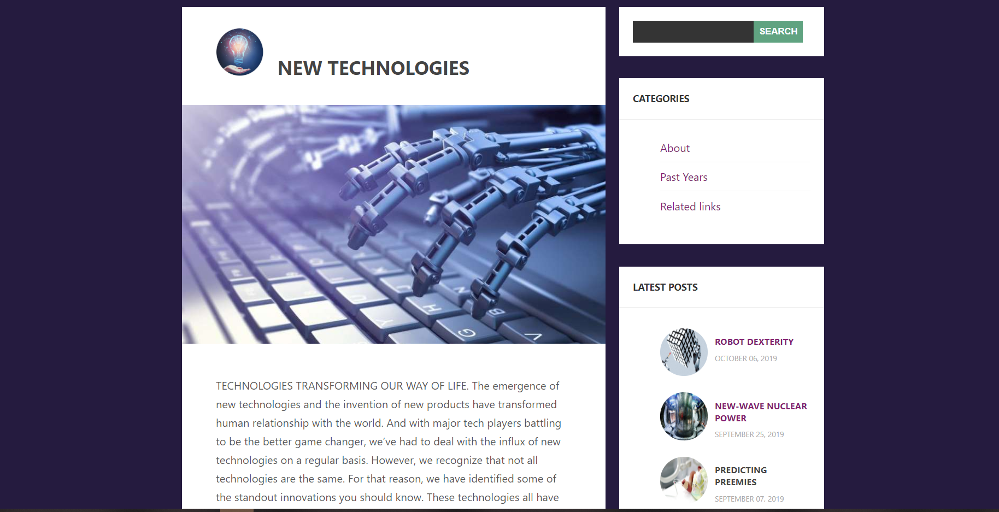 NEW TECHNOLOGIES
TECHNOLOGIES TRANSFORMING OUR WAY OF LIFE. The emergence of
new technologies and the invention of new products have transformed
human relationship with the world. And with major tech players battling
to be the better game changer, we’ve had to deal with the influx of new
technologies on a regular basis. However, we recognize that not all
technologies are the same. For that reason, we have identified some of
the standout innovations you should know. These technologies all have
SEARCH
CATEGORIES
About
Past Years
Related links
LATEST POSTS
ROBOT DEXTERITY
OCTOBER 06, 2019
NEW-WAVE NUCLEAR
POWER
SEPTEMBER 25, 2019
PREDICTING
PREEMIES
SEPTEMBER 07, 2019
H
B
Y
G
V